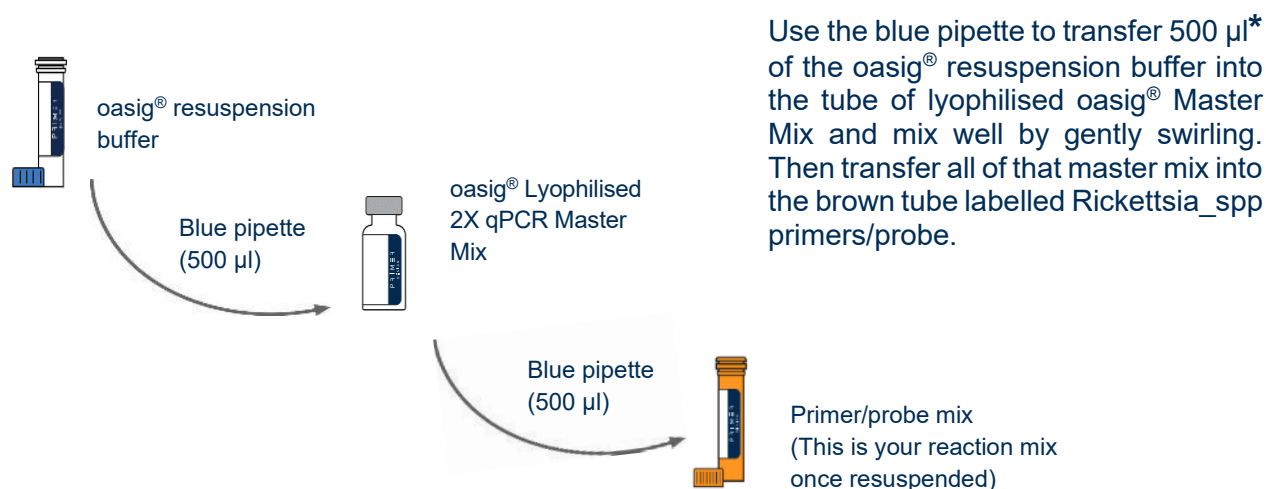 Use the blue pipette to transfer 500 µl*
of the oasig® resuspension buffer into
the tube of lyophilised oasig® Master
Mix and mix well by gently swirling.
Then transfer all of that master mix into
the brown tube labelled Rickettsia_spp
primers/probe.
oasig® resuspension
buffer
Blue pipette
(500 µl)
oasig® Lyophilised
2X qPCR Master
Mix
Blue pipette
(500 µl)
Primer/probe mix
(This is your reaction mix
once resuspended)
PRIMER
PRIMER
PRIMER